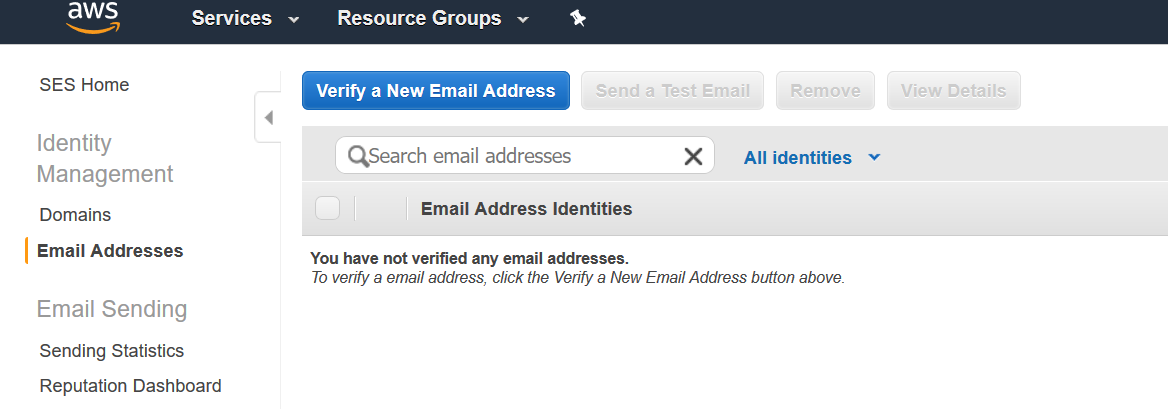 aws Services Resource Groups
SES Home
Identity
Management
Domains
Email Addresses
Email Sending
Sending Statistics
Reputation Dashboard
Verify a New Email Address Send a Test Email Remove View Details
Search email addresses All identities
Email Address Identities
You have not verified any email addresses.
To verify a email address, click the Verify a New Email Address button above.